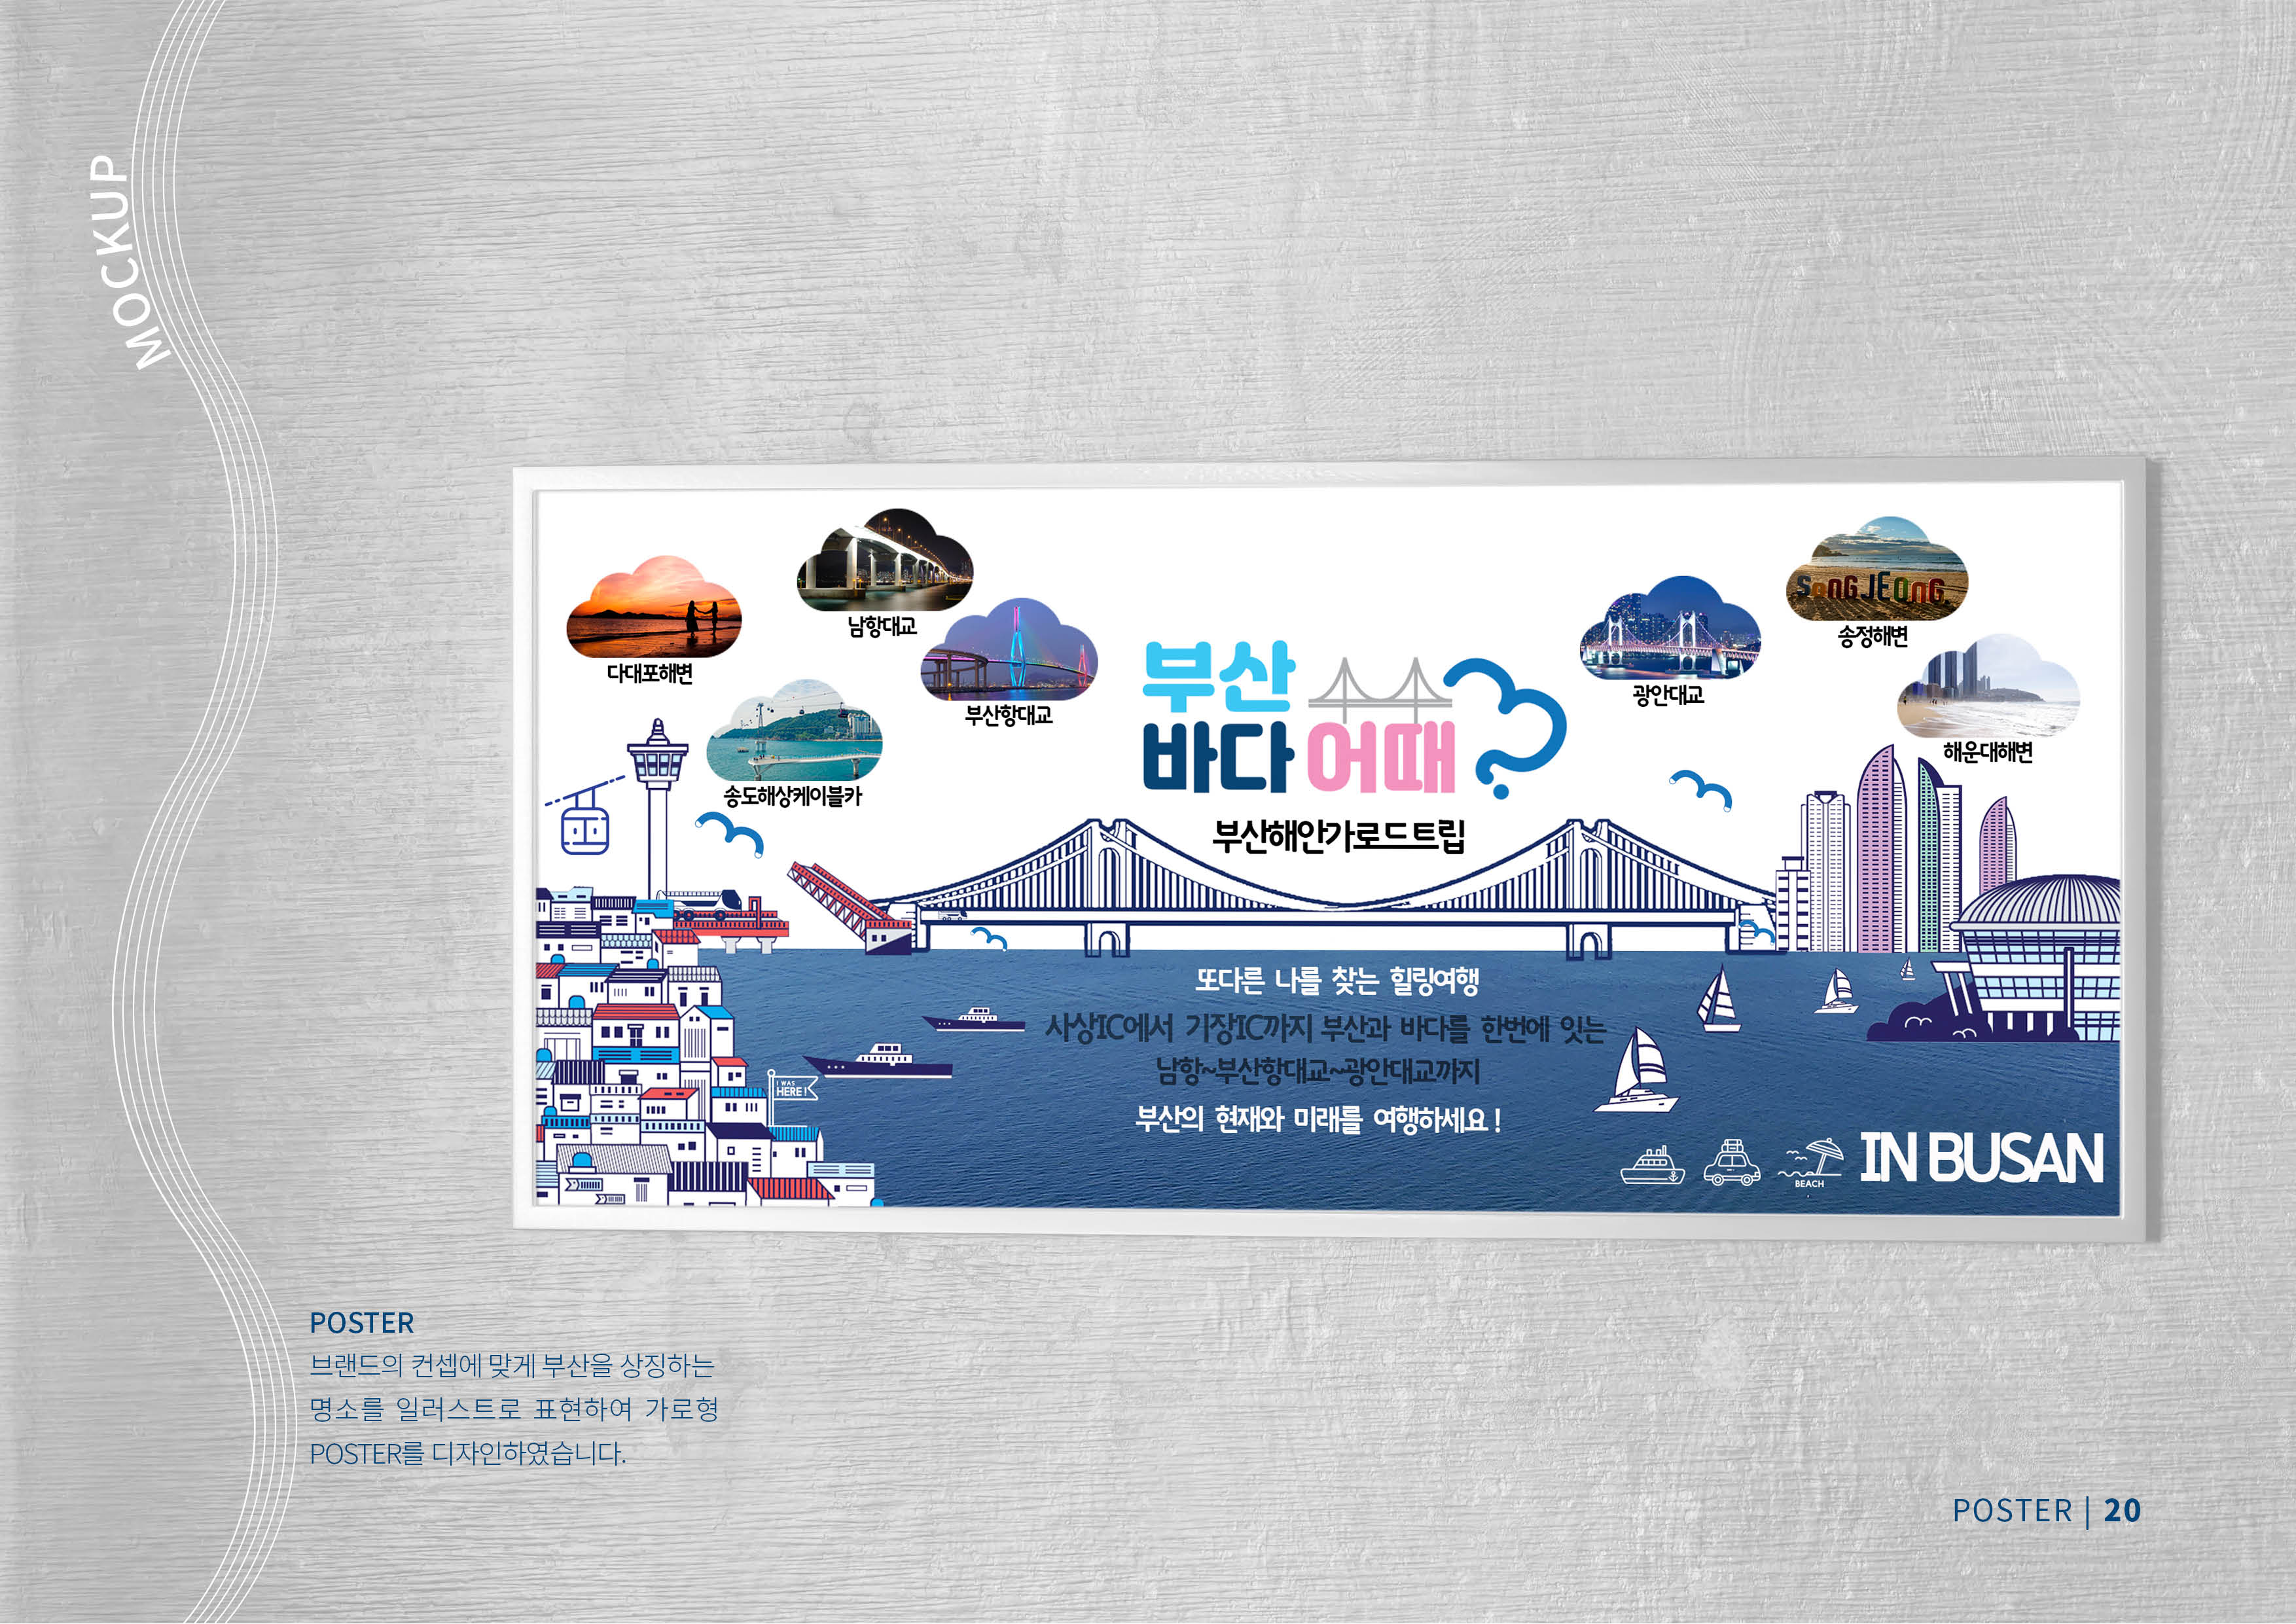 MOCKUP
남항대교
다대포해변
부산항대교
송도해상케이블카
부산
바다 어때?
부산해안가로드트립
SongJEong
송정해변
광안대교
해운대해변
또다른 나를 찾는 힐링여행
사상IC에서 기장IC까지 부산과 바다를 한번에 잇는
남항~부산항대교~광안대교까지
부산의 현재와 미래를 여행하세요!
I WAS
HERE!
BEACH
IN BUSAN
POSTER
브랜드의 컨셉에 맞게 부산을 상징하는
명소를 일러스트로 표현하여 가로형
POSTER를 디자인하였습니다.
POSTER | 20